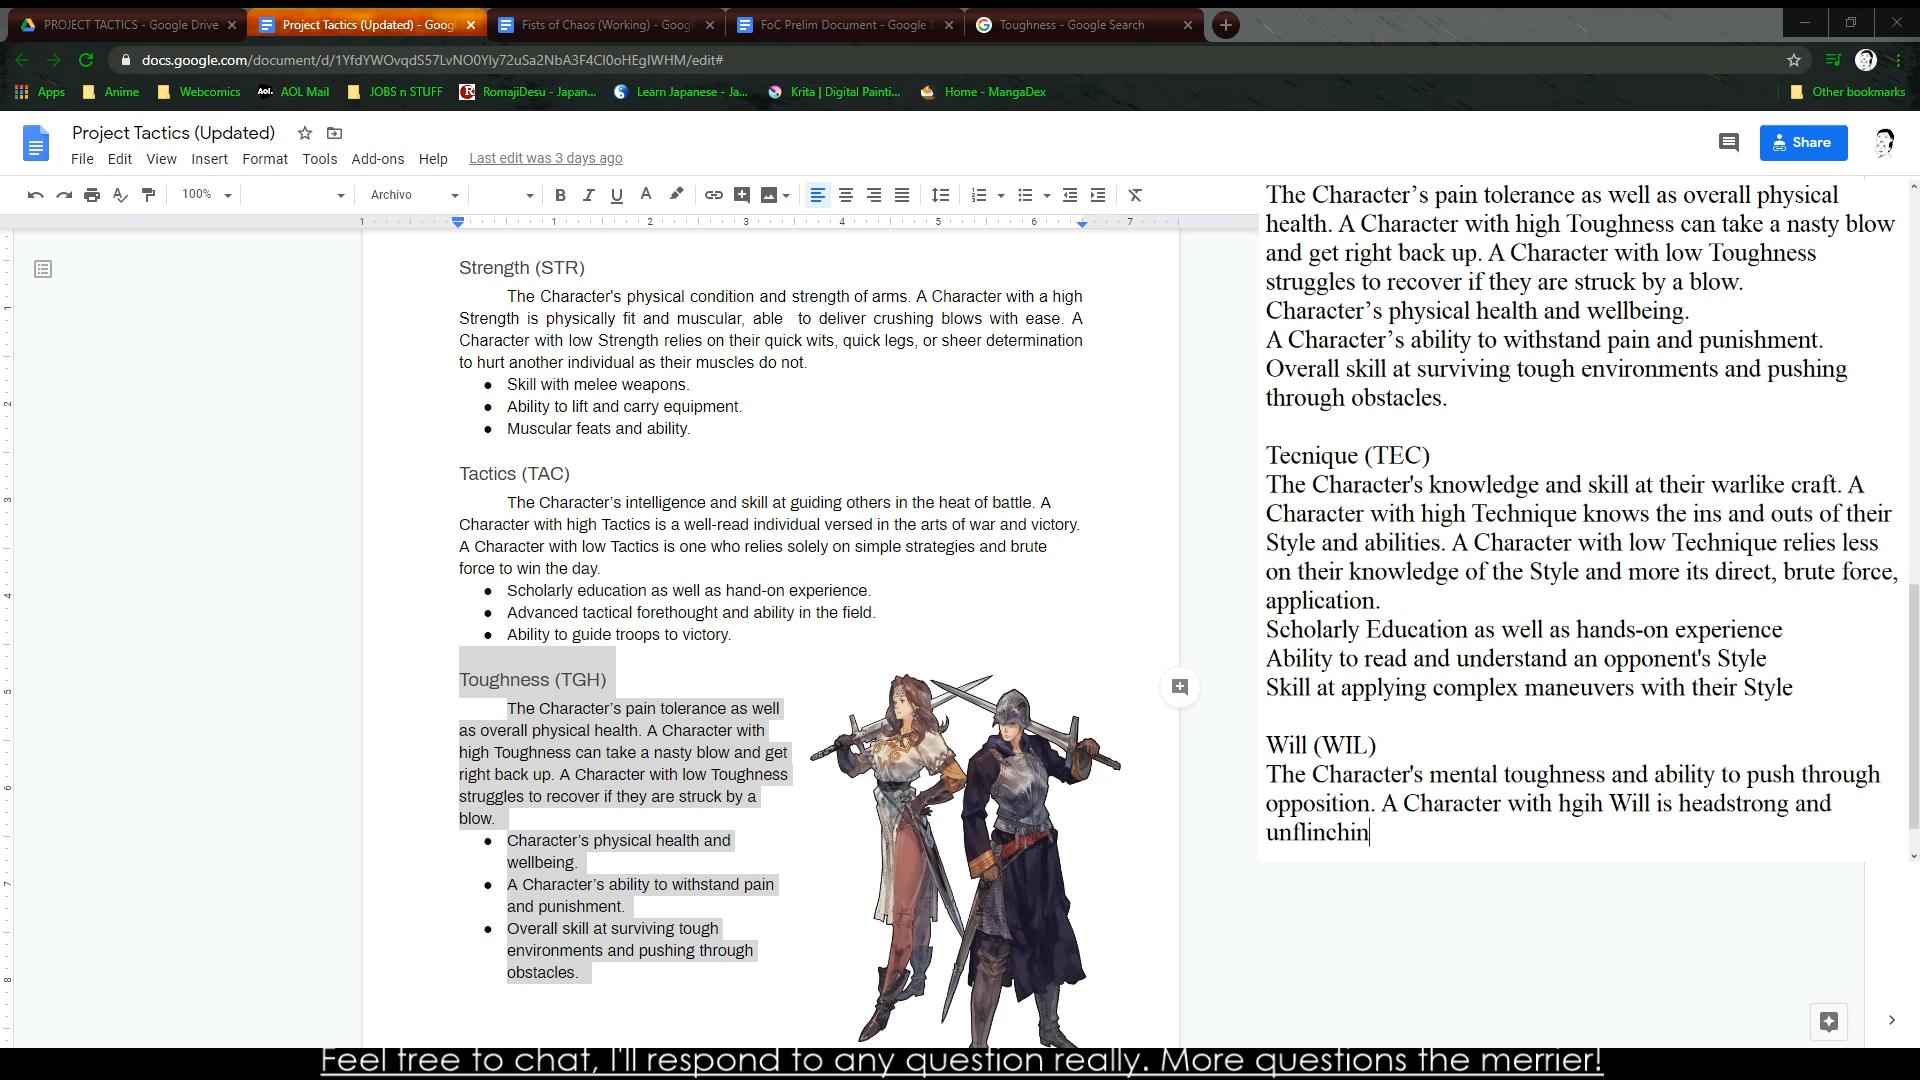 PROJECT TACTICS - Google Drive
Project Tactics (Updated) - Goog
Fists of Chaos (Working) - Goog
FoC Prelim Document - Google D
Toughness - Google Search
docs.google.com/document/d/1YfdYWOvqdS57LvNO0Yly72uSa2NbA3F4CI0oHEgIWHM/edit#
Apps
Anime
Webcomics
Aol.
AOL Mail
JOBS n STUFF
RomajiDesu - Japan...
Learn Japanese - Ja...
Krita | Digital Painti...
Home - MangaDex
Other bookmarks
Project Tactics (Updated)
Share
File Edit View Insert Format Tools Add-ons Help Last edit was 3 days ago
100%
Archivo
B I U A
1 1 2 3 4 5 6 7
1
2
3
4
5
6
7
8
Strength (STR)
The Character's physical condition and strength of arms. A Character with a high
Strength is physically fit and muscular, able to deliver crushing blows with ease. A
Character with low Strength relies on their quick wits, quick legs, or sheer determination
to hurt another individual as their muscles do not.
● Skill with melee weapons.
● Ability to lift and carry equipment.
● Muscular feats and ability.
Tactics (TAC)
The Character’s intelligence and skill at guiding others in the heat of battle. A
Character with high Tactics is a well-read individual versed in the arts of war and victory.
A Character with low Tactics is one who relies solely on simple strategies and brute
force to win the day.
● Scholarly education as well as hand-on experience.
● Advanced tactical forethought and ability in the field.
● Ability to guide troops to victory.
Toughness (TGH)
The Character’s pain tolerance as well
as overall physical health. A Character with
high Toughness can take a nasty blow and get
right back up. A Character with low Toughness
struggles to recover if they are struck by a
blow.
● Character’s physical health and
wellbeing.
● A Character’s ability to withstand pain
and punishment.
● Overall skill at surviving tough
environments and pushing through
obstacles.
The Character’s pain tolerance as well as overall physical
health. A Character with high Toughness can take a nasty blow
and get right back up. A Character with low Toughness
struggles to recover if they are struck by a blow.
Character’s physical health and wellbeing.
A Character’s ability to withstand pain and punishment.
Overall skill at surviving tough environments and pushing
through obstacles.
Tecnique (TEC)
The Character's knowledge and skill at their warlike craft. A
Character with high Technique knows the ins and outs of their
Style and abilities. A Character with low Technique relies less
on their knowledge of the Style and more its direct, brute force,
application.
Scholarly Education as well as hands-on experience
Ability to read and understand an opponent's Style
Skill at applying complex maneuvers with their Style
Will (WIL)
The Character's mental toughness and ability to push through
opposition. A Character with hgih Will is headstrong and
unflinchin
Feel free to chat, I'll respond to any question really. More questions the merrier!